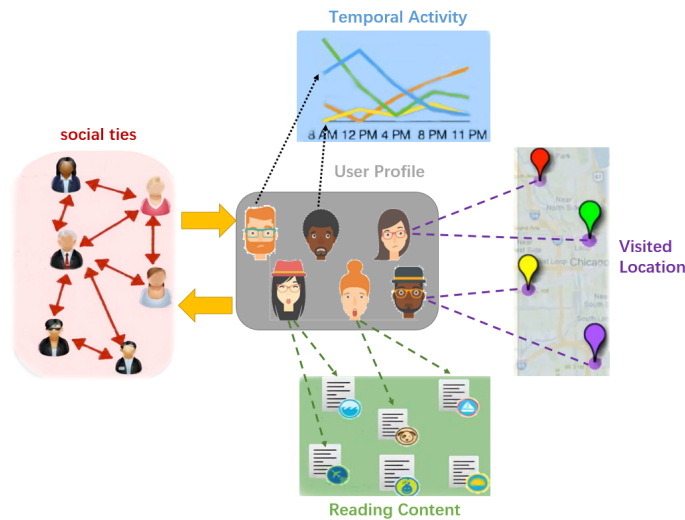 Temporal Activity
8 AM 12 PM 4 PM 8 PM 11 PM
social ties
User Profile
Visited
Location
Chicago
Reading Content